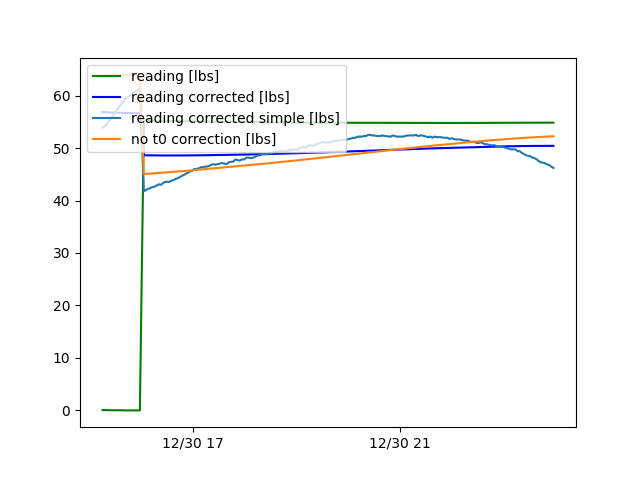 reading [lbs]
reading corrected [lbs]
reading corrected simple [lbs]
no t0 correction [lbs]
60
50
40
30
20
10
0
12/30 17 12/30 21